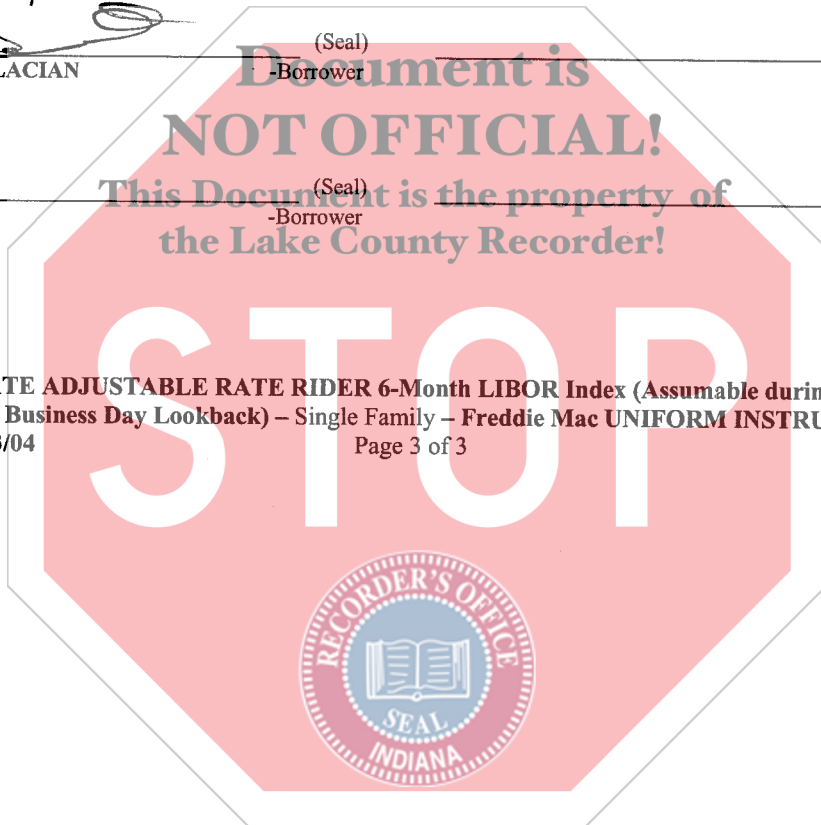 (Seal)
LACIAN
-Borrower
Document is
NOT OFFICIAL!
(Seal)
This Document is the property of
-Borrower
the Lake County Recorder!
STOP
TE ADJUSTABLE RATE RIDER 6-Month LIBOR Index (Assumable durin
Business Day Lookback) – Single Family – Freddie Mac UNIFORM INSTRU
/04
Page 3 of 3
RECORDER'S OFFICE
SEAL
INDIANA